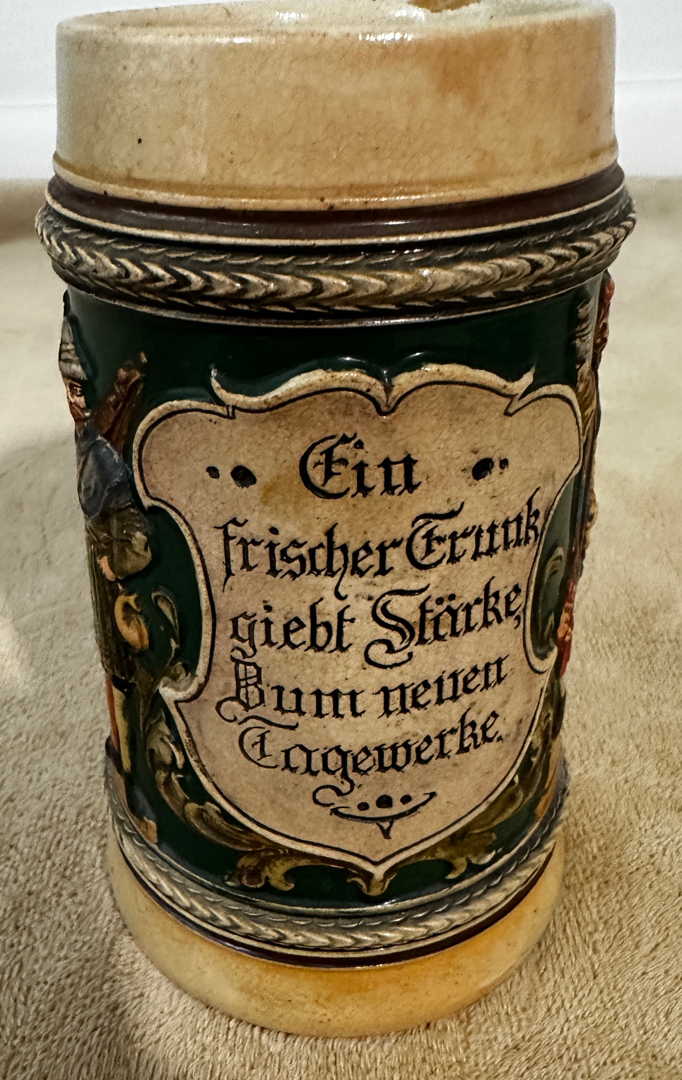 Ein
frischer Trunk
giebt Stärke,
Zum neuen
Tagewerke.